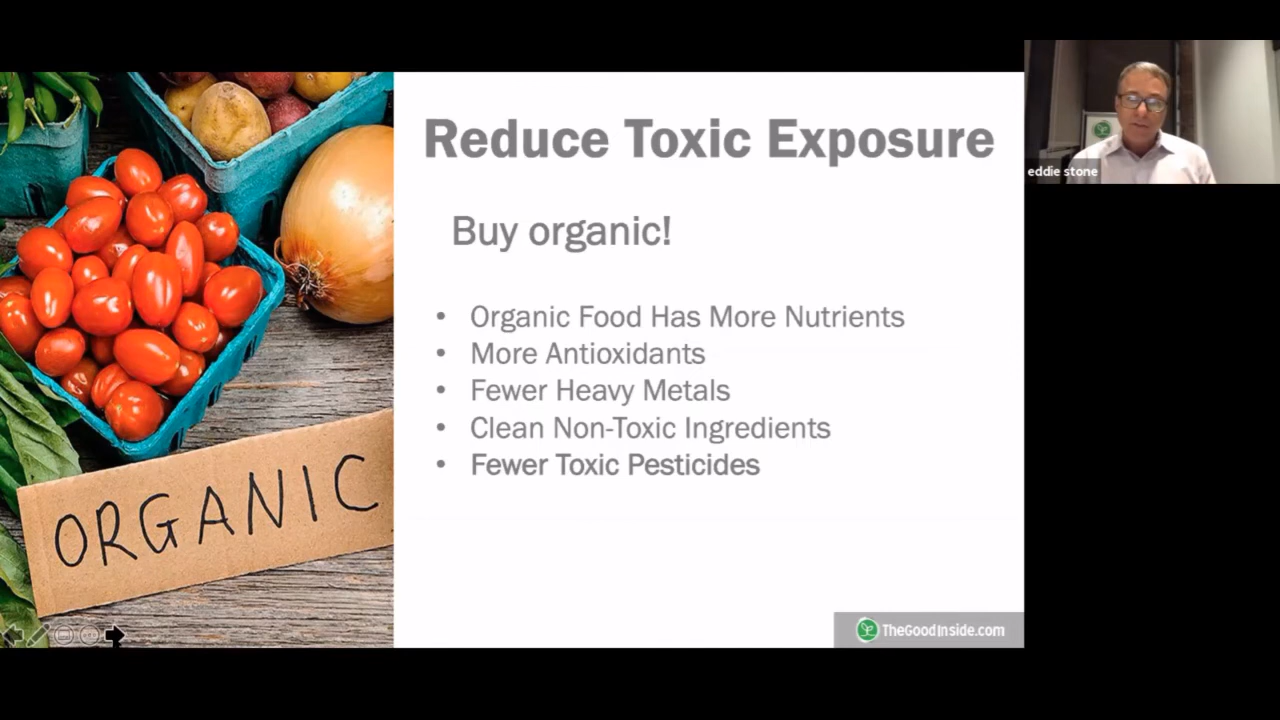 Reduce Toxic Exposure
Buy organic!
• Organic Food Has More Nutrients
• More Antioxidants
• Fewer Heavy Metals
• Clean Non-Toxic Ingredients
• Fewer Toxic Pesticides
ORGANIC
TheGoodInside.com
eddie stone